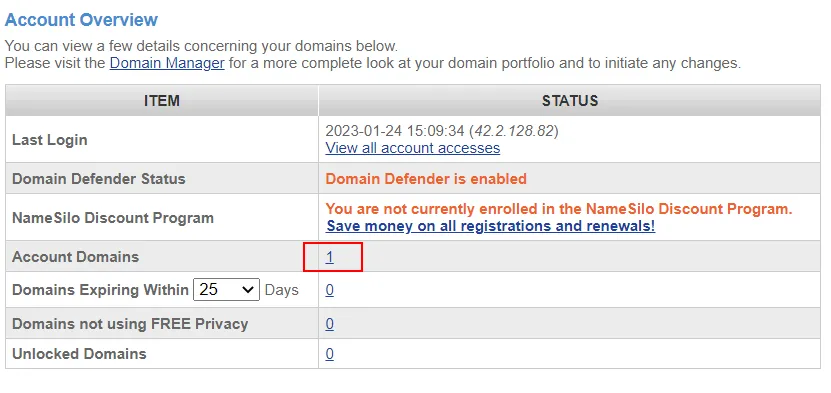 Account Overview
You can view a few details concerning your domains below.
Please visit the Domain Manager for a more complete look at your domain portfolio and to initiate any changes.
ITEM STATUS
Last Login 2023-01-24 15:09:34 (42.2.128.82)
View all account accesses
Domain Defender Status Domain Defender is enabled
NameSilo Discount Program You are not currently enrolled in the NameSilo Discount Program.
Save money on all registrations and renewals!
Account Domains 1
Domains Expiring Within 25 Days 0
Domains not using FREE Privacy 0
Unlocked Domains 0